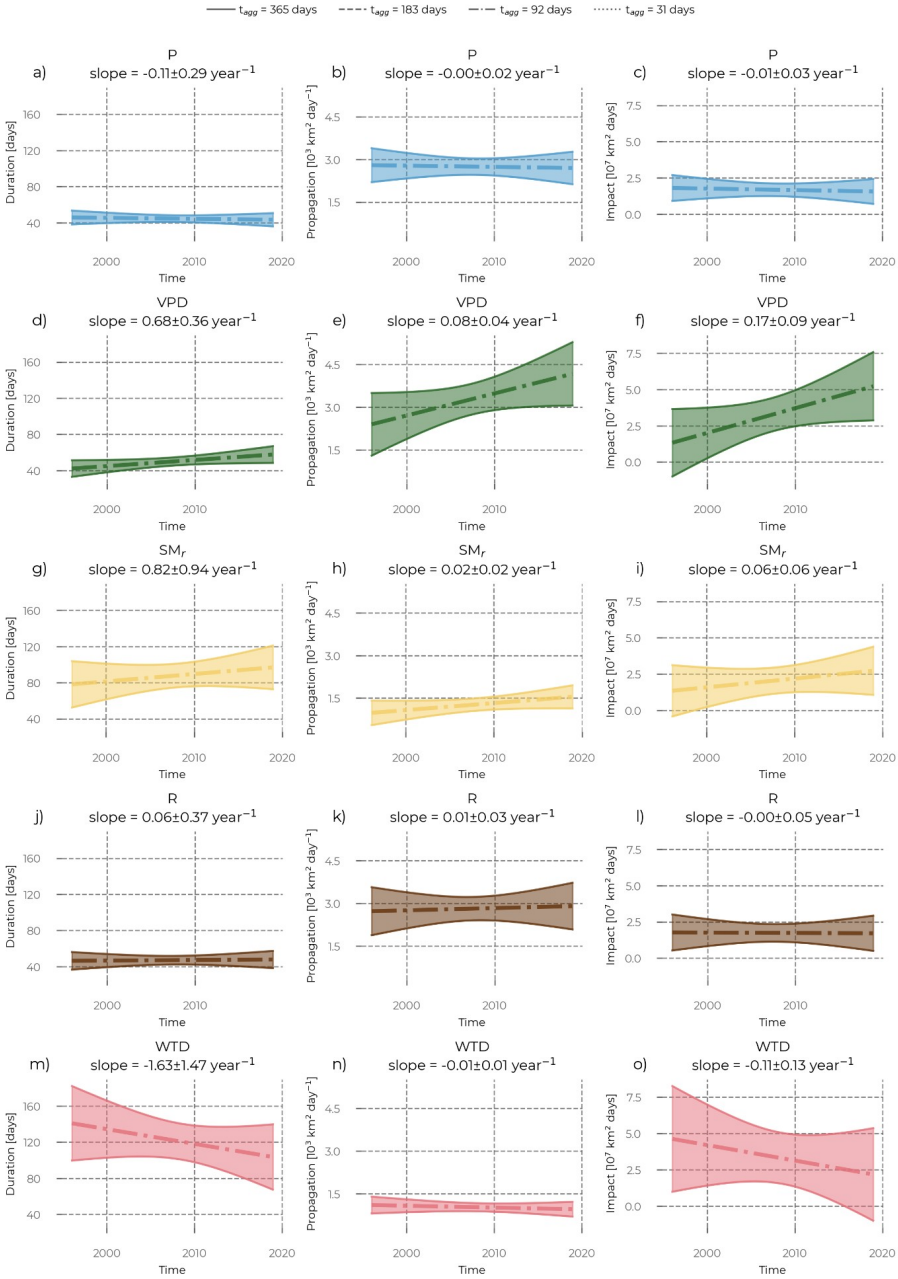 t_agg = 365 days t_agg = 183 days t_agg = 92 days t_agg = 31 days
a) P
slope = -0.11±0.29 year⁻¹
Duration [days]
160
120
80
40
2000 2010 2020
Time
b) P
slope = -0.00±0.02 year⁻¹
Propagation [10³ km² day⁻¹]
4.5
3.0
1.5
2000 2010 2020
Time
c) P
slope = -0.01±0.03 year⁻¹
Impact [10⁷ km² days]
7.5
5.0
2.5
0.0
2000 2010 2020
Time
d) VPD
slope = 0.68±0.36 year⁻¹
Duration [days]
160
120
80
40
2000 2010 2020
Time
e) VPD
slope = 0.08±0.04 year⁻¹
Propagation [10³ km² day⁻¹]
4.5
3.0
1.5
2000 2010 2020
Time
f) VPD
slope = 0.17±0.09 year⁻¹
Impact [10⁷ km² days]
7.5
5.0
2.5
0.0
2000 2010 2020
Time
g) SMᵣ
slope = 0.82±0.94 year⁻¹
Duration [days]
160
120
80
40
2000 2010 2020
Time
h) SMᵣ
slope = 0.02±0.02 year⁻¹
Propagation [10³ km² day⁻¹]
4.5
3.0
1.5
2000 2010 2020
Time
i) SMᵣ
slope = 0.06±0.06 year⁻¹
Impact [10⁷ km² days]
7.5
5.0
2.5
0.0
2000 2010 2020
Time
j) R
slope = 0.06±0.37 year⁻¹
Duration [days]
160
120
80
40
2000 2010 2020
Time
k) R
slope = 0.01±0.03 year⁻¹
Propagation [10³ km² day⁻¹]
4.5
3.0
1.5
2000 2010 2020
Time
l) R
slope = -0.00±0.05 year⁻¹
Impact [10⁷ km² days]
7.5
5.0
2.5
0.0
2000 2010 2020
Time
m) WTD
slope = -1.63±1.47 year⁻¹
Duration [days]
160
120
80
40
2000 2010 2020
Time
n) WTD
slope = -0.01±0.01 year⁻¹
Propagation [10³ km² day⁻¹]
4.5
3.0
1.5
2000 2010 2020
Time
o) WTD
slope = -0.11±0.13 year⁻¹
Impact [10⁷ km² days]
7.5
5.0
2.5
0.0
2000 2010 2020
Time